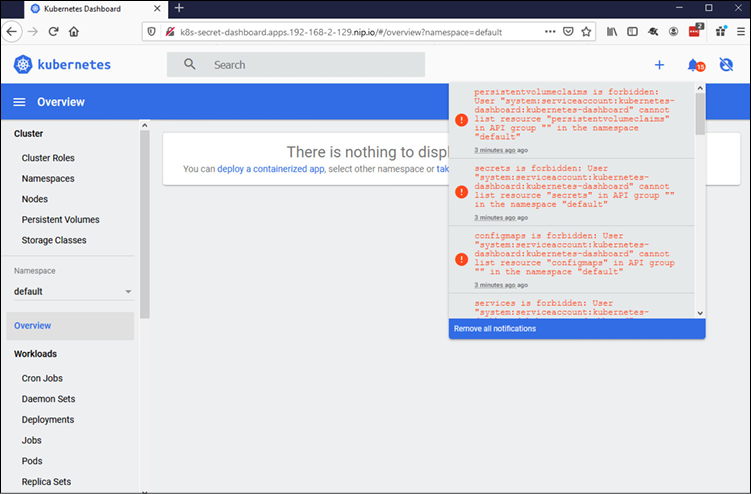 Kubernetes Dashboard
k8s-secret-dashboard.apps.192-168-2-129.nip.io/#/overview?namespace=default
2
kubernetes
Search
15
Overview
Cluster
Cluster Roles
Namespaces
Nodes
Persistent Volumes
Storage Classes
Namespace
default
Overview
Workloads
Cron Jobs
Daemon Sets
Deployments
Jobs
Pods
Replica Sets
There is nothing to displ
You can deploy a containerized app, select other namespace or tak
persistentvolumeclaims is forbidden:
User "system:serviceaccount:kubernetes-
dashboard:kubernetes-dashboard" cannot
list resource "persistentvolumeclaims"
in API group "" in the namespace
"default"
3 minutes ago ago
secrets is forbidden: User
"system:serviceaccount:kubernetes-
dashboard:kubernetes-dashboard" cannot
list resource "secrets" in API group ""
in the namespace "default"
3 minutes ago ago
configmaps is forbidden: User
"system:serviceaccount:kubernetes-
dashboard:kubernetes-dashboard" cannot
list resource "configmaps" in API group
"" in the namespace "default"
3 minutes ago ago
services is forbidden: User
"system:serviceaccount:kubernetes-
Remove all notifications